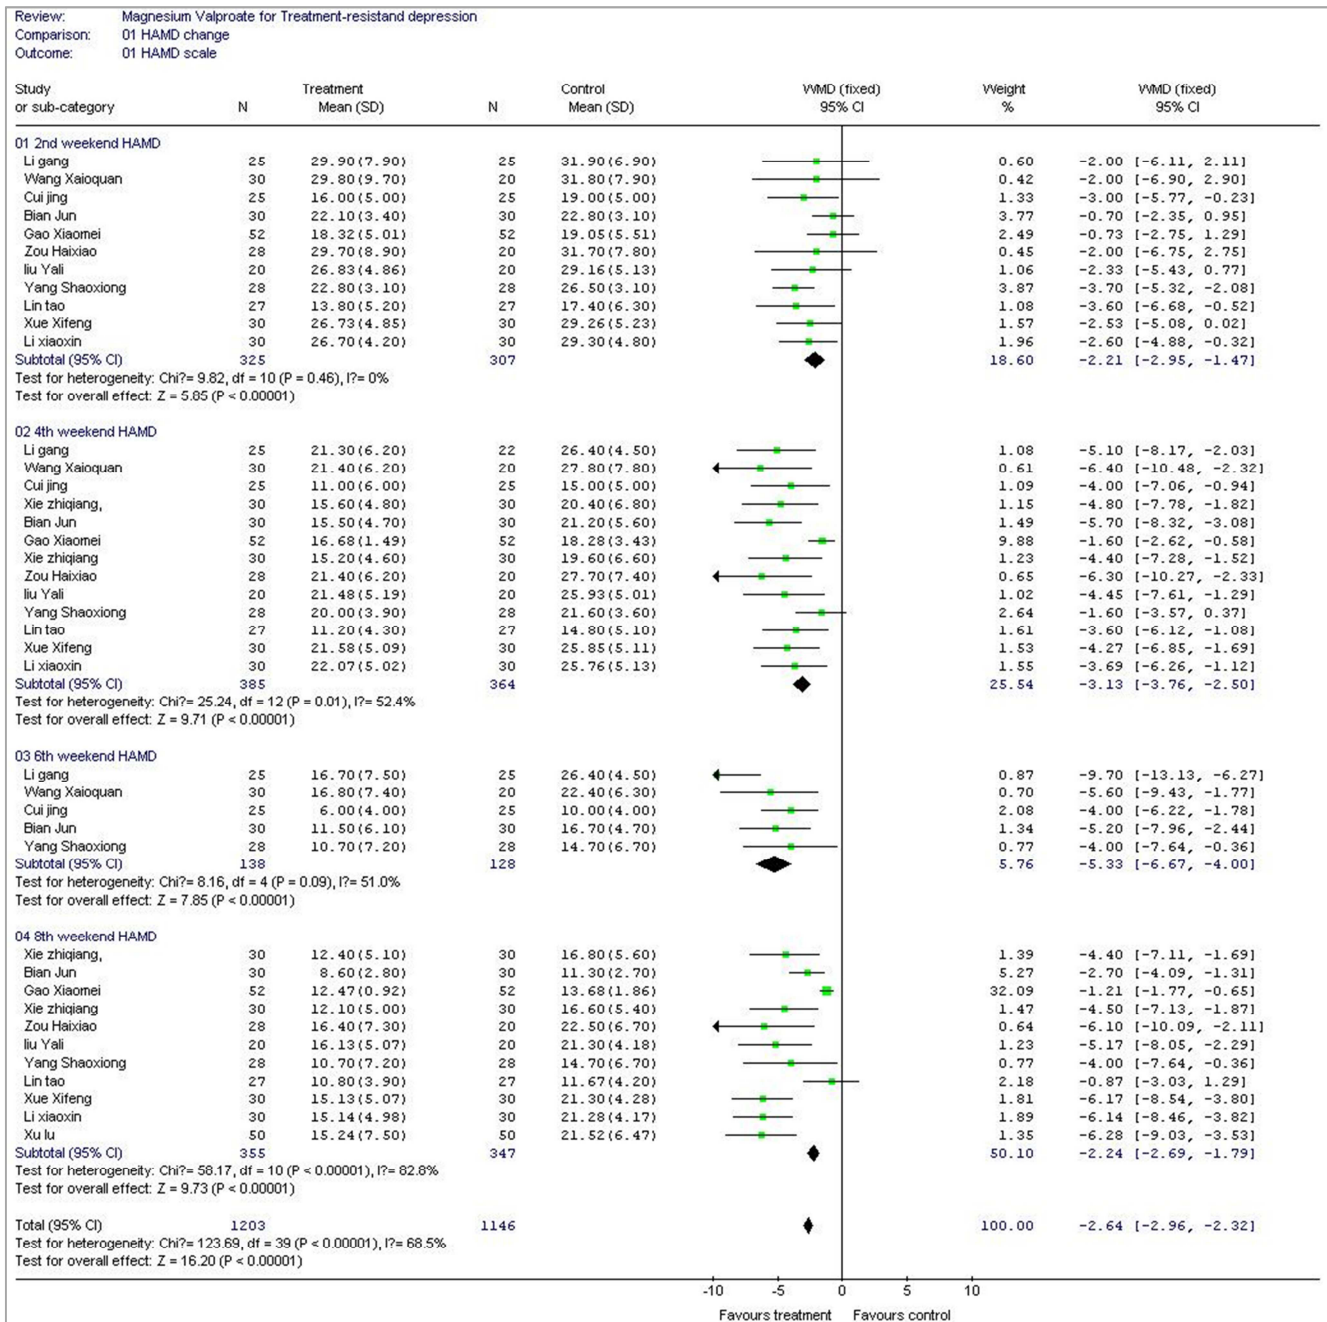 Review: Magnesium Valproate for Treatment-resistand depression
Comparison: 01 HAMD change
Outcome: 01 HAMD scale
Study Treatment Control WMD (fixed) Weight WMD (fixed)
or sub-category N Mean (SD) N Mean (SD) 95% CI % 95% CI
01 2nd weekend HAMD
Li gang 25 29.90(7.90) 25 31.90(6.90) 0.60 -2.00 [-6.11, 2.11]
Wang Xaioquan 30 29.80(9.70) 20 31.80(7.90) 0.42 -2.00 [-6.90, 2.90]
Cui jing 25 16.00(5.00) 25 19.00(5.00) 1.33 -3.00 [-5.77, -0.23]
Bian Jun 30 22.10(3.40) 30 22.80(3.10) 3.77 -0.70 [-2.35, 0.95]
Gao Xiaomei 52 18.32(5.01) 52 19.05(5.51) 2.49 -0.73 [-2.75, 1.29]
Zou Haixiao 28 29.70(8.90) 20 31.70(7.80) 0.45 -2.00 [-6.75, 2.75]
liu Yali 20 26.83(4.86) 20 29.16(5.13) 1.06 -2.33 [-5.43, 0.77]
Yang Shaoxiong 28 22.80(3.10) 28 26.50(3.10) 3.87 -3.70 [-5.32, -2.08]
Lin tao 27 13.80(5.20) 27 17.40(6.30) 1.08 -3.60 [-6.68, -0.52]
Xue Xifeng 30 26.73(4.85) 30 29.26(5.23) 1.57 -2.53 [-5.08, 0.02]
Li xiaoxin 30 26.70(4.20) 30 29.30(4.80) 1.96 -2.60 [-4.88, -0.32]
Subtotal (95% CI) 325 307 18.60 -2.21 [-2.95, -1.47]
Test for heterogeneity: Chi?= 9.82, df = 10 (P = 0.46), I?= 0%
Test for overall effect: Z = 5.85 (P < 0.00001)
02 4th weekend HAMD
Li gang 25 21.30(6.20) 22 26.40(4.50) 1.08 -5.10 [-8.17, -2.03]
Wang Xaioquan 30 21.40(6.20) 20 27.80(7.80) 0.61 -6.40 [-10.48, -2.32]
Cui jing 25 11.00(6.00) 25 15.00(5.00) 1.09 -4.00 [-7.06, -0.94]
Xie zhiqiang, 30 15.60(4.80) 30 20.40(6.80) 1.15 -4.80 [-7.78, -1.82]
Bian Jun 30 15.50(4.70) 30 21.20(5.60) 1.49 -5.70 [-8.32, -3.08]
Gao Xiaomei 52 16.68(1.49) 52 18.28(3.43) 9.88 -1.60 [-2.62, -0.58]
Xie zhiqiang 30 15.20(4.60) 30 19.60(6.60) 1.23 -4.40 [-7.28, -1.52]
Zou Haixiao 28 21.40(6.20) 20 27.70(7.40) 0.65 -6.30 [-10.27, -2.33]
liu Yali 20 21.48(5.19) 20 25.93(5.01) 1.02 -4.45 [-7.61, -1.29]
Yang Shaoxiong 28 20.00(3.90) 28 21.60(3.60) 2.64 -1.60 [-3.57, 0.37]
Lin tao 27 11.20(4.30) 27 14.80(5.10) 1.61 -3.60 [-6.12, -1.08]
Xue Xifeng 30 21.58(5.09) 30 25.85(5.11) 1.53 -4.27 [-6.85, -1.69]
Li xiaoxin 30 22.07(5.02) 30 25.76(5.13) 1.55 -3.69 [-6.26, -1.12]
Subtotal (95% CI) 385 364 25.54 -3.13 [-3.76, -2.50]
Test for heterogeneity: Chi?= 25.24, df = 12 (P = 0.01), I?= 52.4%
Test for overall effect: Z = 9.71 (P < 0.00001)
03 6th weekend HAMD
Li gang 25 16.70(7.50) 25 26.40(4.50) 0.87 -9.70 [-13.13, -6.27]
Wang Xaioquan 30 16.80(7.40) 20 22.40(6.30) 0.70 -5.60 [-9.43, -1.77]
Cui jing 25 6.00(4.00) 25 10.00(4.00) 2.08 -4.00 [-6.22, -1.78]
Bian Jun 30 11.50(6.10) 30 16.70(4.70) 1.34 -5.20 [-7.96, -2.44]
Yang Shaoxiong 28 10.70(7.20) 28 14.70(6.70) 0.77 -4.00 [-7.64, -0.36]
Subtotal (95% CI) 138 128 5.76 -5.33 [-6.67, -4.00]
Test for heterogeneity: Chi?= 8.16, df = 4 (P = 0.09), I?= 51.0%
Test for overall effect: Z = 7.85 (P < 0.00001)
04 8th weekend HAMD
Xie zhiqiang, 30 12.40(5.10) 30 16.80(5.60) 1.39 -4.40 [-7.11, -1.69]
Bian Jun 30 8.60(2.80) 30 11.30(2.70) 5.27 -2.70 [-4.09, -1.31]
Gao Xiaomei 52 12.47(0.92) 52 13.68(1.86) 32.09 -1.21 [-1.77, -0.65]
Xie zhiqiang 30 12.10(5.00) 30 16.60(5.40) 1.47 -4.50 [-7.13, -1.87]
Zou Haixiao 28 16.40(7.30) 20 22.50(6.70) 0.64 -6.10 [-10.09, -2.11]
liu Yali 20 16.13(5.07) 20 21.30(4.18) 1.23 -5.17 [-8.05, -2.29]
Yang Shaoxiong 28 10.70(7.20) 28 14.70(6.70) 0.77 -4.00 [-7.64, -0.36]
Lin tao 27 10.80(3.90) 27 11.67(4.20) 2.18 -0.87 [-3.03, 1.29]
Xue Xifeng 30 15.13(5.07) 30 21.30(4.28) 1.81 -6.17 [-8.54, -3.80]
Li xiaoxin 30 15.14(4.98) 30 21.28(4.17) 1.89 -6.14 [-8.46, -3.82]
Xu lu 50 15.24(7.50) 50 21.52(6.47) 1.35 -6.28 [-9.03, -3.53]
Subtotal (95% CI) 355 347 50.10 -2.24 [-2.69, -1.79]
Test for heterogeneity: Chi?= 58.17, df = 10 (P < 0.00001), I?= 82.8%
Test for overall effect: Z = 9.73 (P < 0.00001)
Total (95% CI) 1203 1146 100.00 -2.64 [-2.96, -2.32]
Test for heterogeneity: Chi?= 123.69, df = 39 (P < 0.00001), I?= 68.5%
Test for overall effect: Z = 16.20 (P < 0.00001)
-10 -5 0 5 10
Favours treatment Favours control